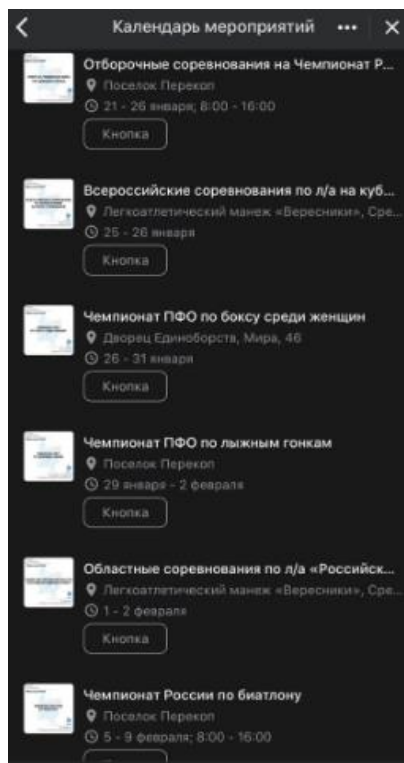 Календарь мероприятий
Отборочные соревнования на Чемпионат Р...
Поселок Перекоп
21 - 26 января; 8:00 - 16:00
Кнопка
Всероссийские соревнования по л/а на куб...
Легкоатлетический манеж «Вересники», Сре...
25 - 26 января
Кнопка
Чемпионат ПФО по боксу среди женщин
Дворец Единоборств, Мира, 46
26 - 31 января
Кнопка
Чемпионат ПФО по лыжным гонкам
Поселок Перекоп
29 января - 2 февраля
Кнопка
Областные соревнования по л/а «Российск...
Легкоатлетический манеж «Вересники», Сре...
1 - 2 февраля
Кнопка
Чемпионат России по биатлону
Поселок Перекоп
5 - 9 февраля; 8:00 - 16:00